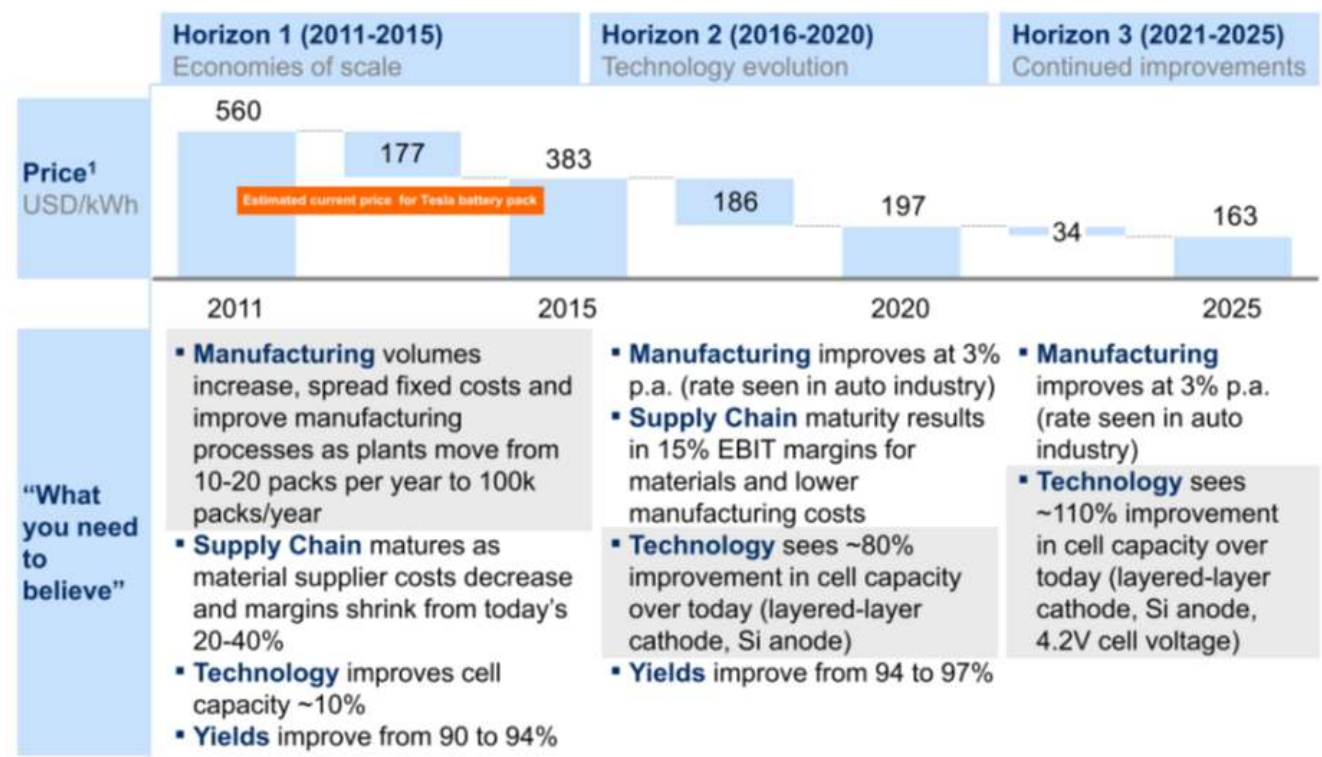 Horizon 1 (2011-2015)
Economies of scale
Horizon 2 (2016-2020)
Technology evolution
Horizon 3 (2021-2025)
Continued improvements
Price¹
USD/kWh
560
177
383
186
197
34
163
Estimated current price for Tesla battery pack
2011
2015
2020
2025
“What
you need
to
believe”
▪ Manufacturing volumes
increase, spread fixed costs and
improve manufacturing
processes as plants move from
10-20 packs per year to 100k
packs/year
▪ Supply Chain matures as
material supplier costs decrease
and margins shrink from today’s
20-40%
▪ Technology improves cell
capacity ~10%
▪ Yields improve from 90 to 94%
▪ Manufacturing improves at 3%
p.a. (rate seen in auto industry)
▪ Supply Chain maturity results
in 15% EBIT margins for
materials and lower
manufacturing costs
▪ Technology sees ~80%
improvement in cell capacity
over today (layered-layer
cathode, Si anode)
▪ Yields improve from 94 to 97%
▪ Manufacturing
improves at 3% p.a.
(rate seen in auto
industry)
▪ Technology sees
~110% improvement
in cell capacity over
today (layered-layer
cathode, Si anode,
4.2V cell voltage)